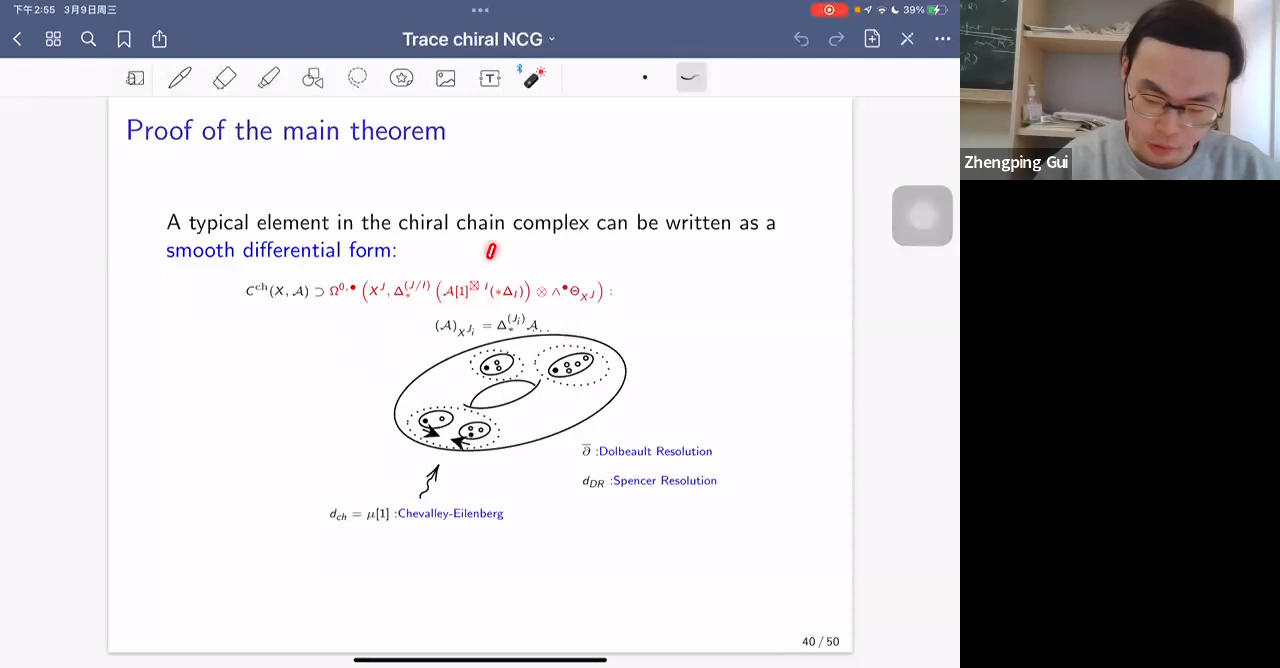 下午2:55 3月9日周三
39%
Trace chiral NCG
Zhengping Gui
Proof of the main theorem
A typical element in the chiral chain complex can be written as a
smooth differential form:
C^ch(X, 𝒜) ⊃ Ω^{0,•} (X^J, Δ_*^{(J/I)} (𝒜[1]^{⊠ I}(*Δ_I)) ⊗ ∧^•Θ_{X^J}) :
(𝒜)_{X^{J_i}} = Δ_*^{(J_i)} 𝒜
∂̄ :Dolbeault Resolution
d_{DR} :Spencer Resolution
d_{ch} = μ[1] :Chevalley-Eilenberg
40 / 50